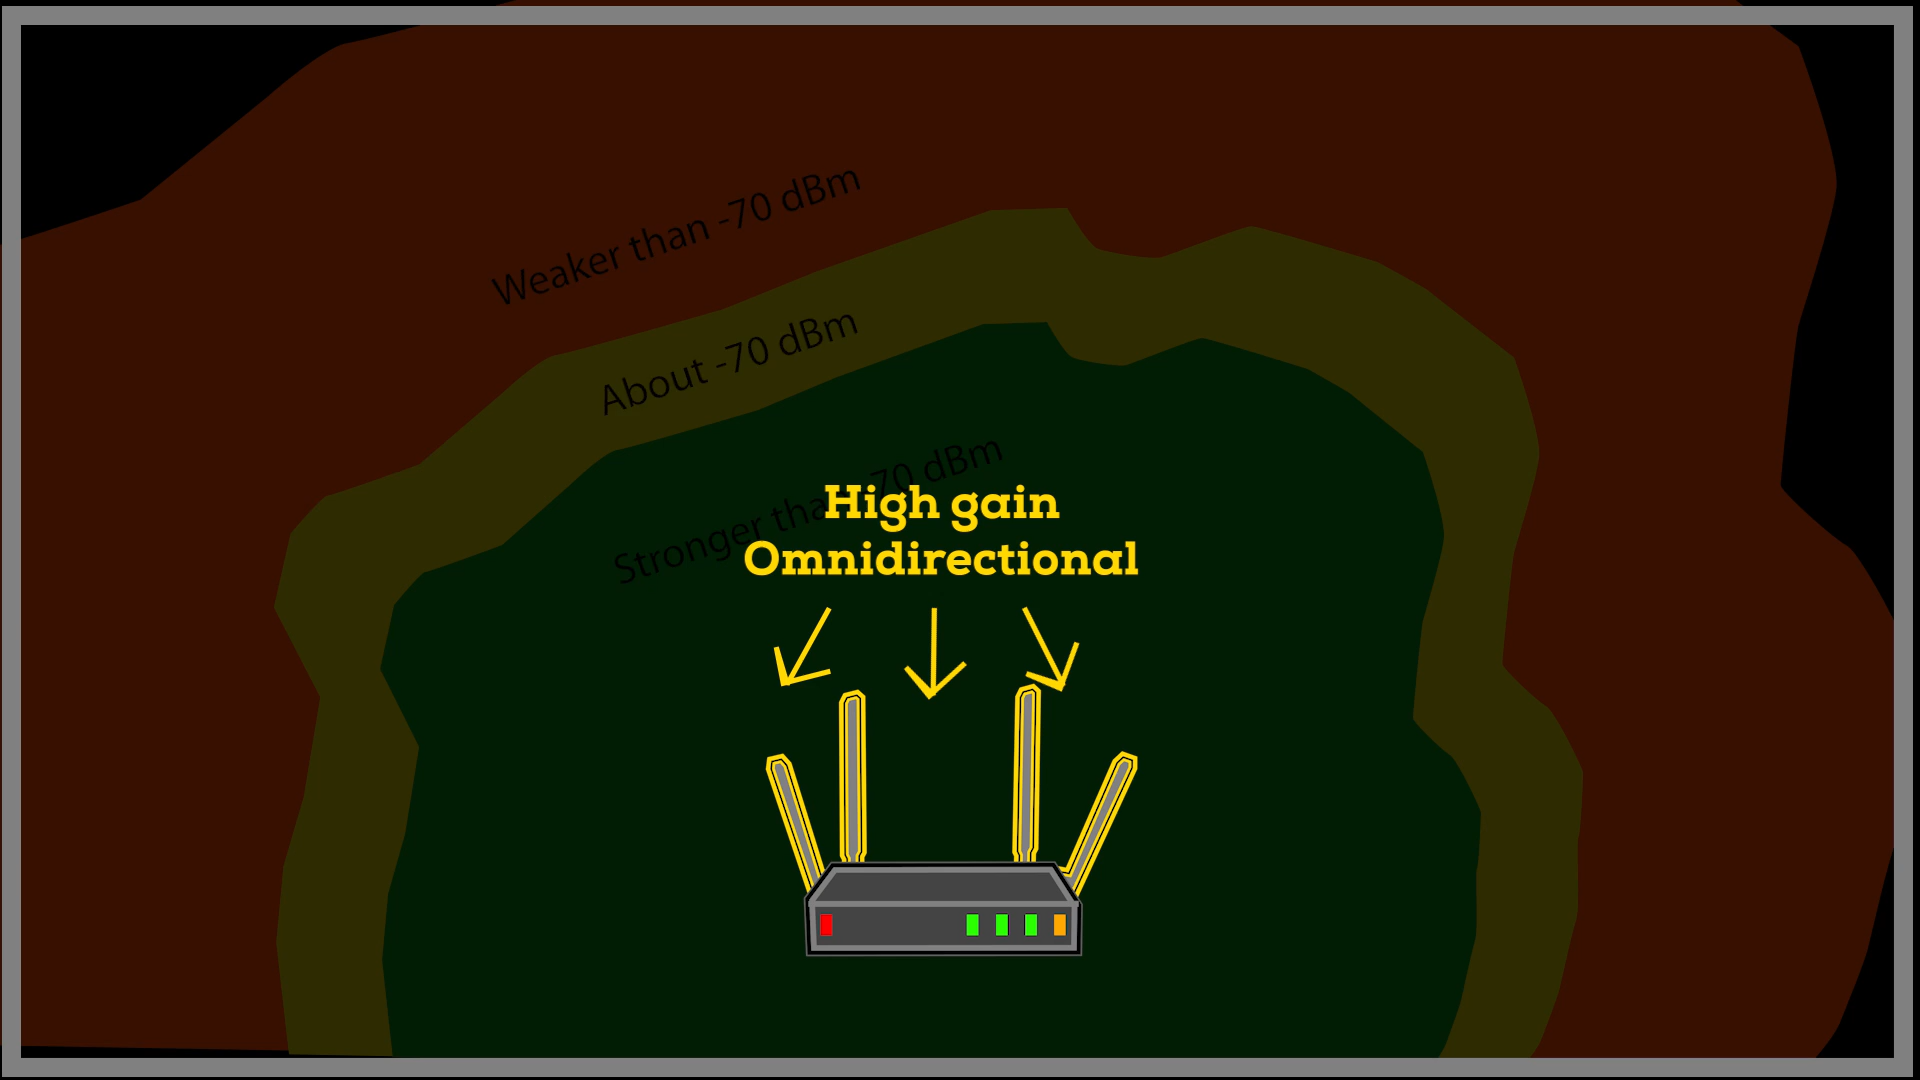 Weaker than -70 dBm
About -70 dBm
Stronger than -70 dBm
High gain
Omnidirectional